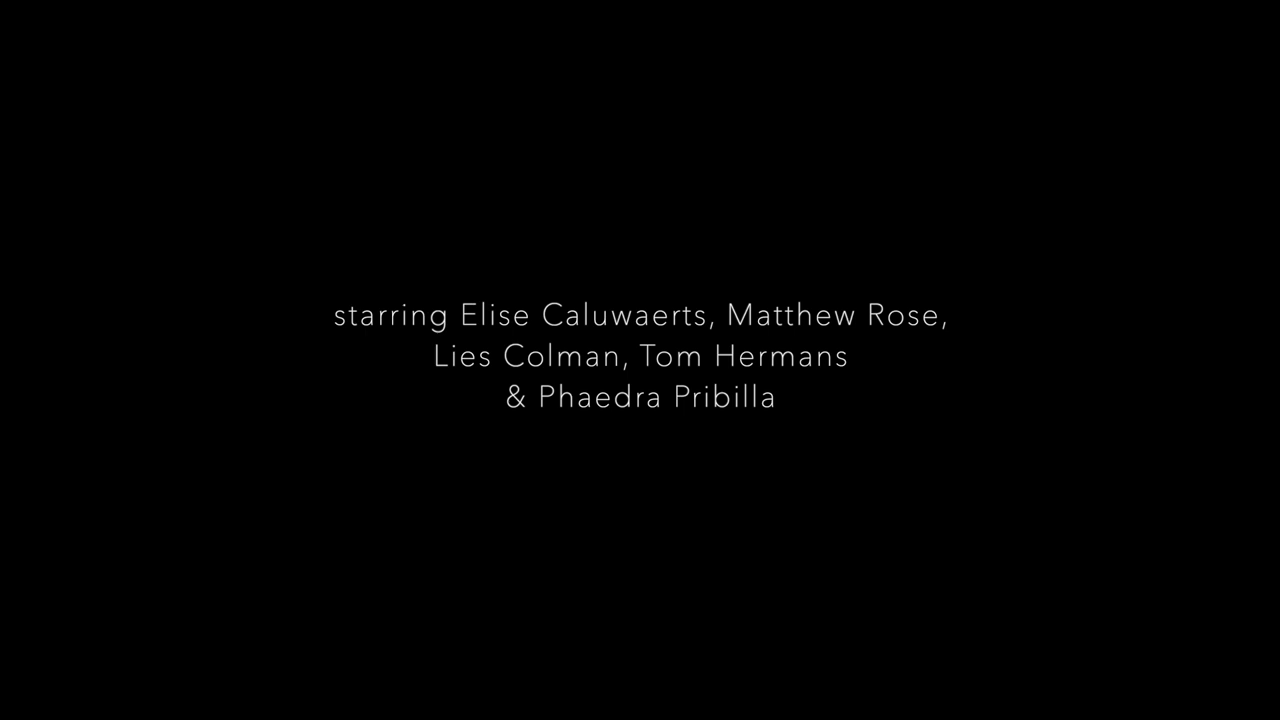 starring Elise Caluwaerts, Matthew Rose,
Lies Colman, Tom Hermans
& Phaedra Pribilla